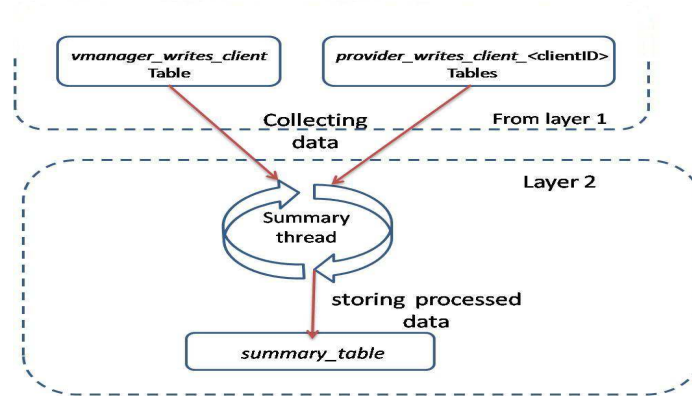 vmanager_writes_client
Table
provider_writes_client_<clientID>
Tables
Collecting
data
From layer 1
Layer 2
Summary
thread
storing processed
data
summary_table